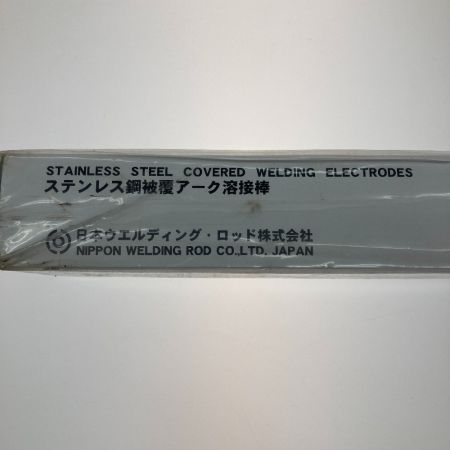 STAINLESS STEEL COVERED WELDING ELECTRODES
ステンレス鋼被覆アーク溶接棒
日本ウエルディング・ロッド株式会社
NIPPON WELDING ROD CO.,LTD. JAPAN